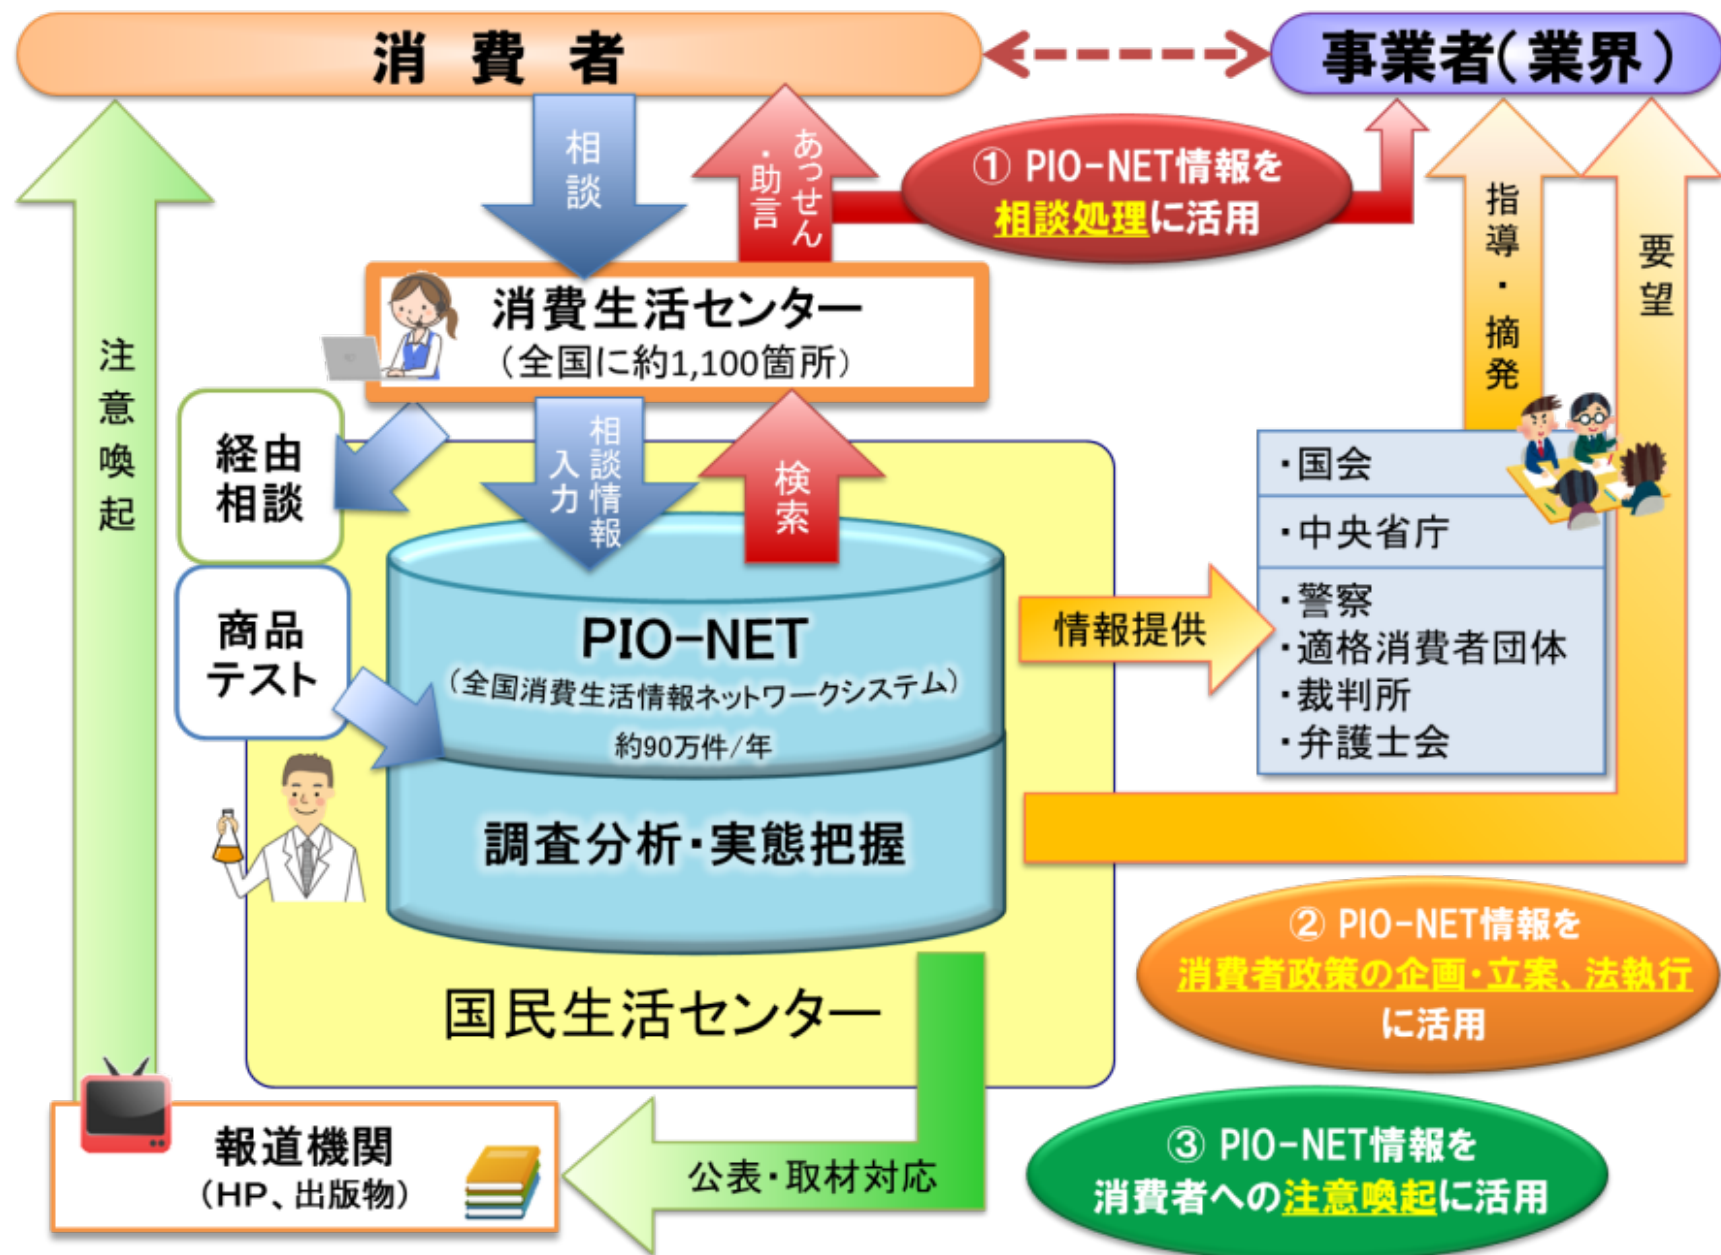 消費者
事業者（業界）
相談
あっせん
・助言
① PIO-NET情報を
相談処理に活用
指導・摘発
要望
消費生活センター
（全国に約1,100箇所）
注意喚起
経由
相談
相談情報
入力
検索
・国会
・中央省庁
・警察
・適格消費者団体
・裁判所
・弁護士会
商品
テスト
PIO-NET
（全国消費生活情報ネットワークシステム）
約90万件/年
情報提供
調査分析・実態把握
国民生活センター
② PIO-NET情報を
消費者政策の企画・立案、法執行
に活用
報道機関
（HP、出版物）
公表・取材対応
③ PIO-NET情報を
消費者への注意喚起に活用